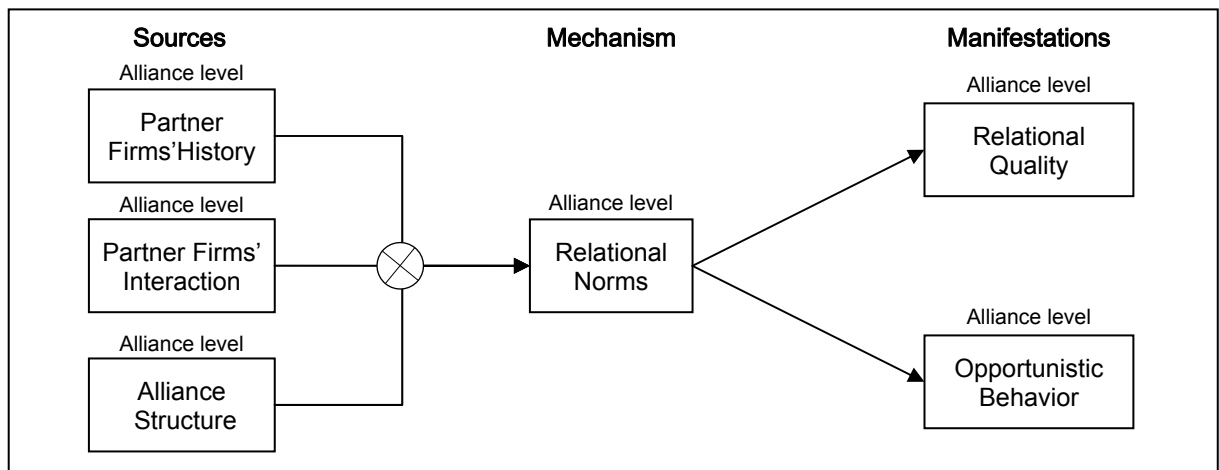 Sources
Mechanism
Manifestations
Alliance level
Partner
Firms'History
Alliance level
Partner Firms'
Interaction
Alliance level
Alliance
Structure
Alliance level
Relational
Norms
Alliance level
Relational
Quality
Alliance level
Opportunistic
Behavior